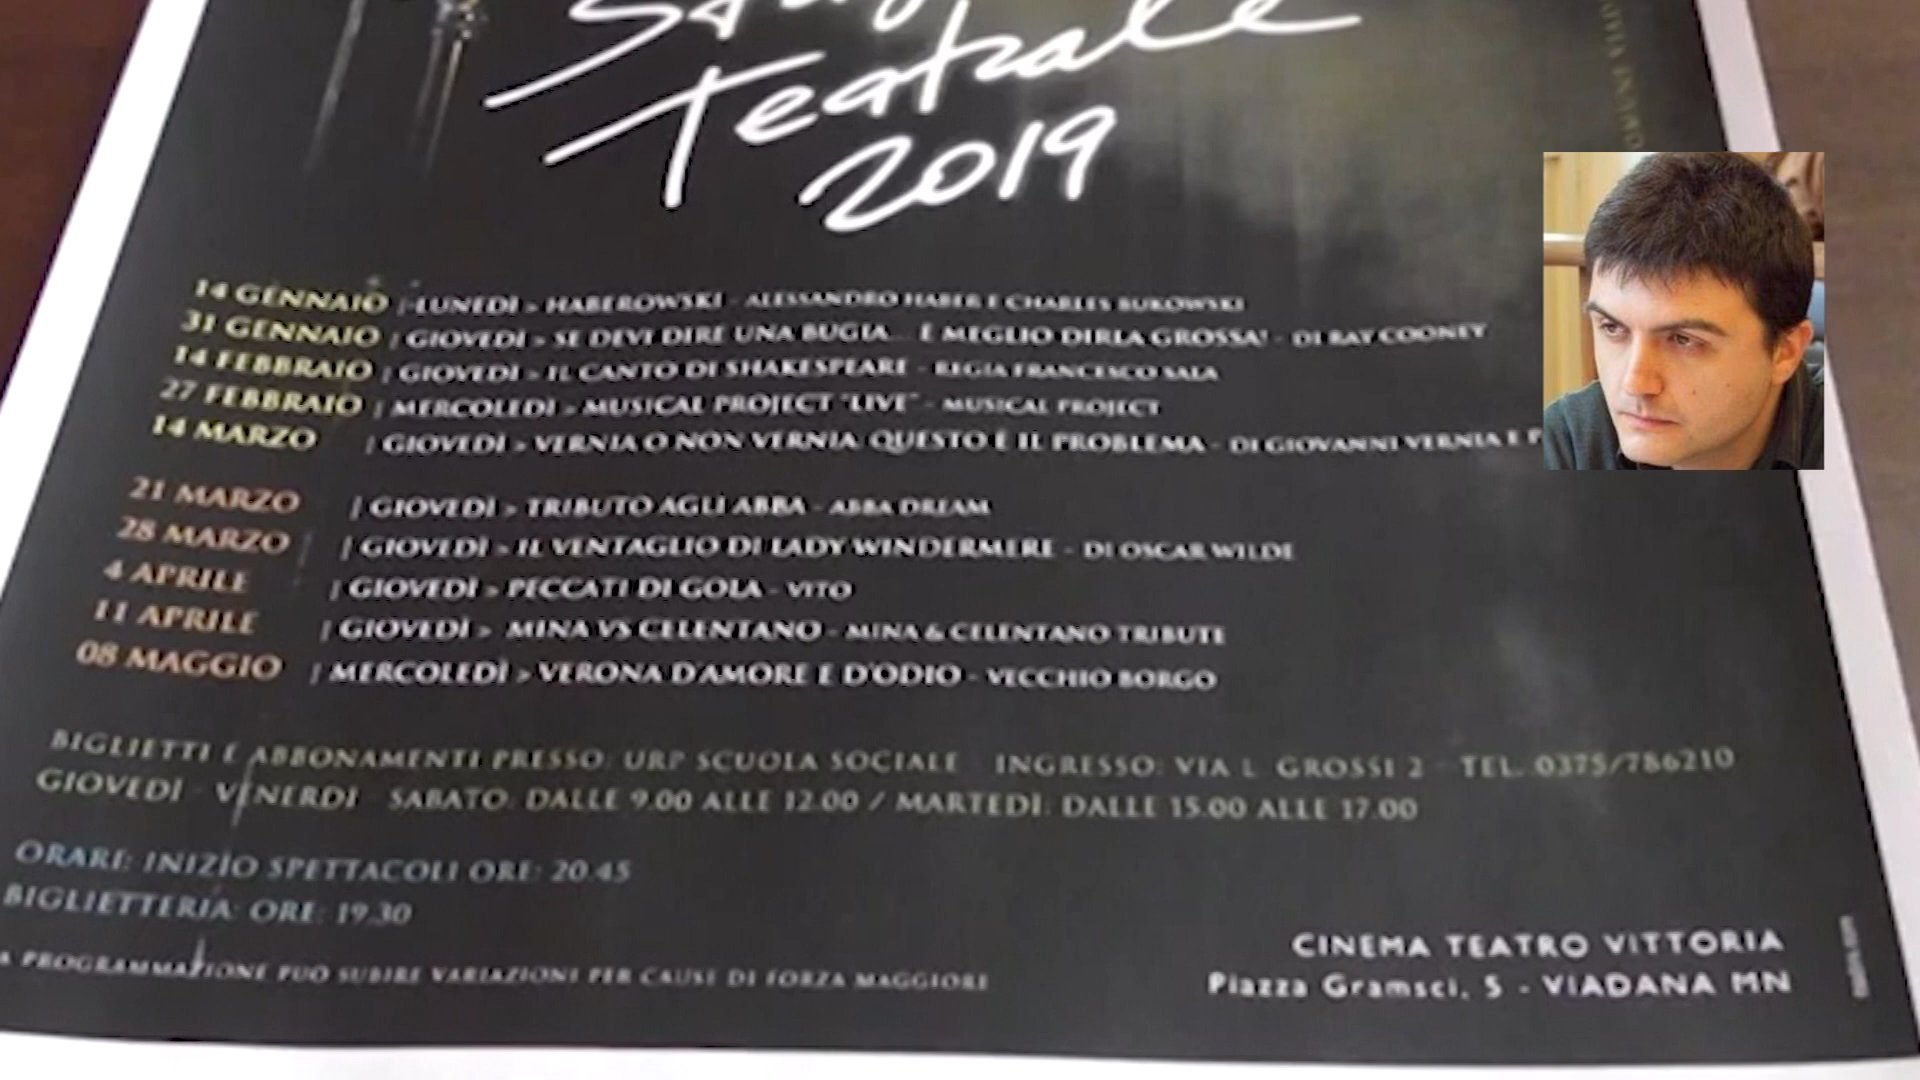 Teatrale
2019
14 GENNAIO | LUNEDÌ > HABEROWSKI - ALESSANDRO HABER E CHARLES BUKOWSKI
31 GENNAIO | GIOVEDÌ > SE DEVI DIRE UNA BUGIA... È MEGLIO DIRLA GROSSA! - DI RAY COONEY
14 FEBBRAIO | GIOVEDÌ > IL CANTO DI SHAKESPEARE - REGIA FRANCESCO SALA
27 FEBBRAIO | MERCOLEDÌ > MUSICAL PROJECT "LIVE" - MUSICAL PROJECT
14 MARZO | GIOVEDÌ > VERNIA O NON VERNIA QUESTO È IL PROBLEMA - DI GIOVANNI VERNIA E P
21 MARZO | GIOVEDÌ > TRIBUTO AGLI ABBA - ABBA DREAM
28 MARZO | GIOVEDÌ > IL VENTAGLIO DI LADY WINDERMERE - DI OSCAR WILDE
4 APRILE | GIOVEDÌ > PECCATI DI GOLA - VITO
11 APRILE | GIOVEDÌ > MINA VS CELENTANO - MINA & CELENTANO TRIBUTE
08 MAGGIO | MERCOLEDÌ > VERONA D'AMORE E D'ODIO - VECCHIO BORGO
BIGLIETTI E ABBONAMENTI PRESSO: URP SCUOLA SOCIALE - INGRESSO: VIA L. GROSSI 2 - TEL. 0375/786210
GIOVEDÌ - VENERDÌ - SABATO: DALLE 9.00 ALLE 12.00 / MARTEDÌ: DALLE 15.00 ALLE 17.00
ORARI: INIZIO SPETTACOLI ORE: 20.45
BIGLIETTERIA: ORE: 19.30
A PROGRAMMAZIONE PUÒ SUBIRE VARIAZIONI PER CAUSE DI FORZA MAGGIORE
CINEMA TEATRO VITTORIA
Piazza Gramsci, 5 - VIADANA MN